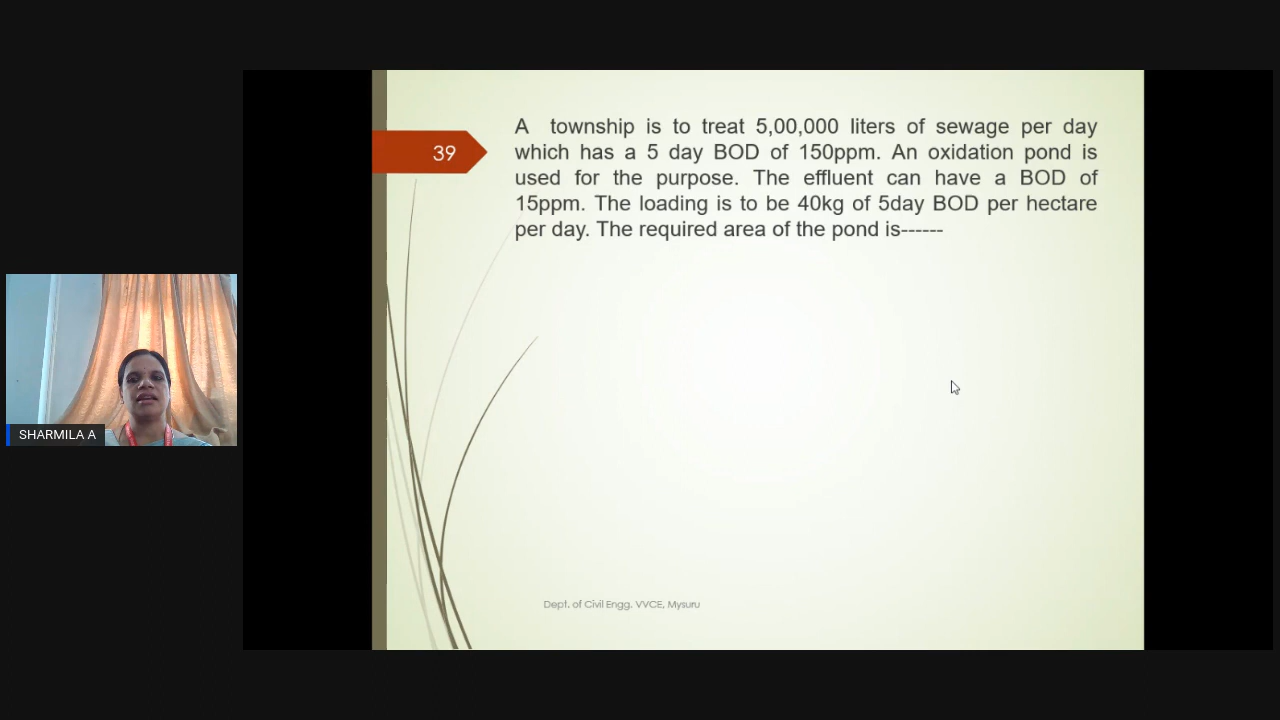 39
A township is to treat 5,00,000 liters of sewage per day
which has a 5 day BOD of 150ppm. An oxidation pond is
used for the purpose. The effluent can have a BOD of
15ppm. The loading is to be 40kg of 5day BOD per hectare
per day. The required area of the pond is------
SHARMILA A
Dept. of Civil Engg. VVCE, Mysuru